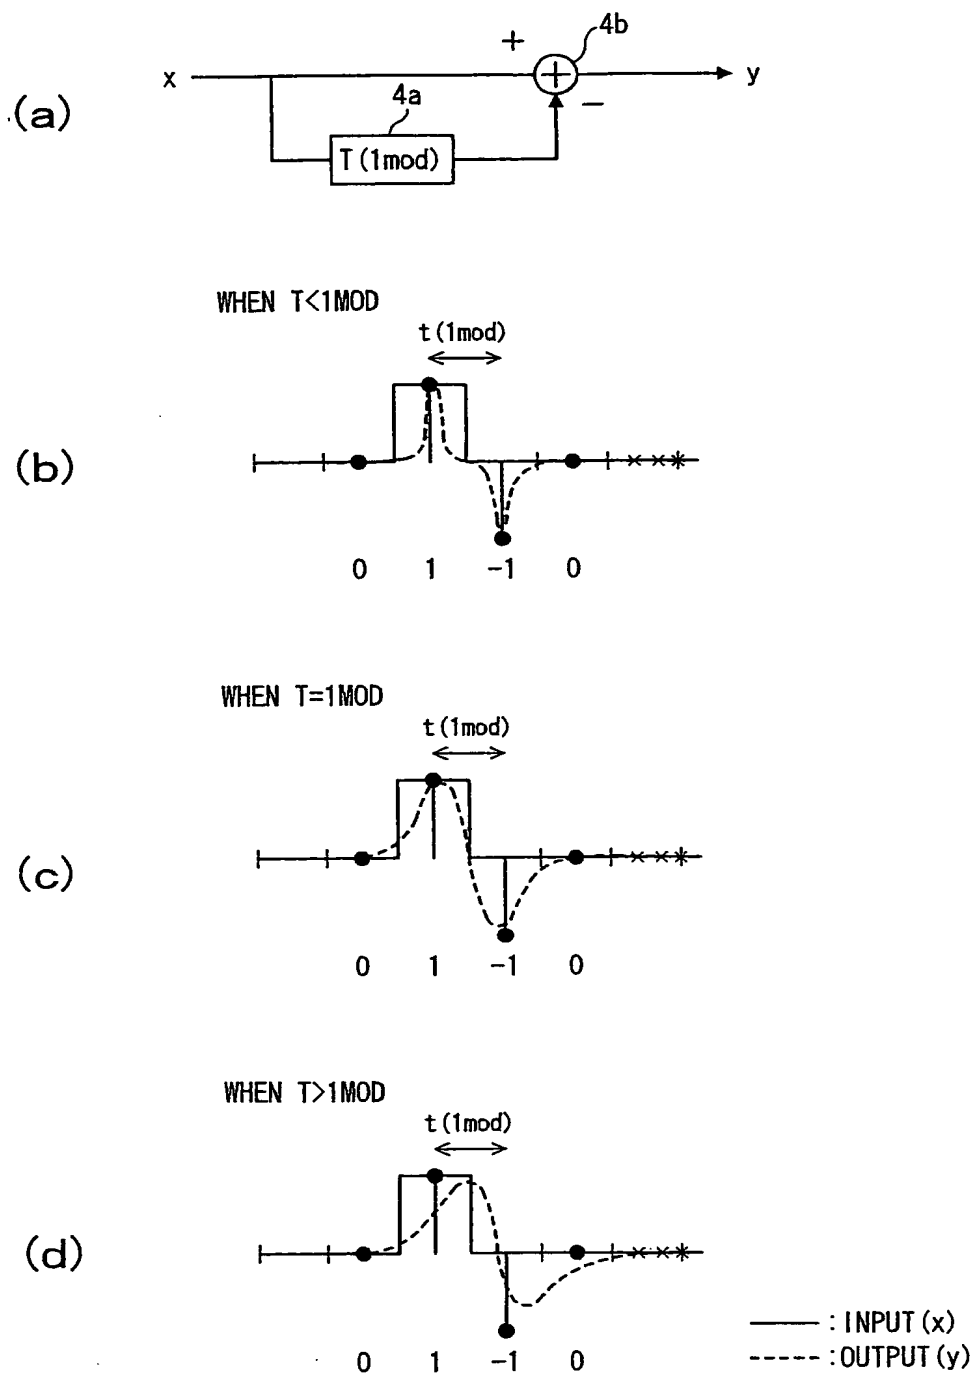 (a)
x
+
4b
+
y
−
4a
T(1mod)
WHEN T<1MOD
t(1mod)
(b)
0 1 -1 0
WHEN T=1MOD
t(1mod)
(c)
0 1 -1 0
WHEN T>1MOD
t(1mod)
(d)
0 1 -1 0
:INPUT(x)
:OUTPUT(y)